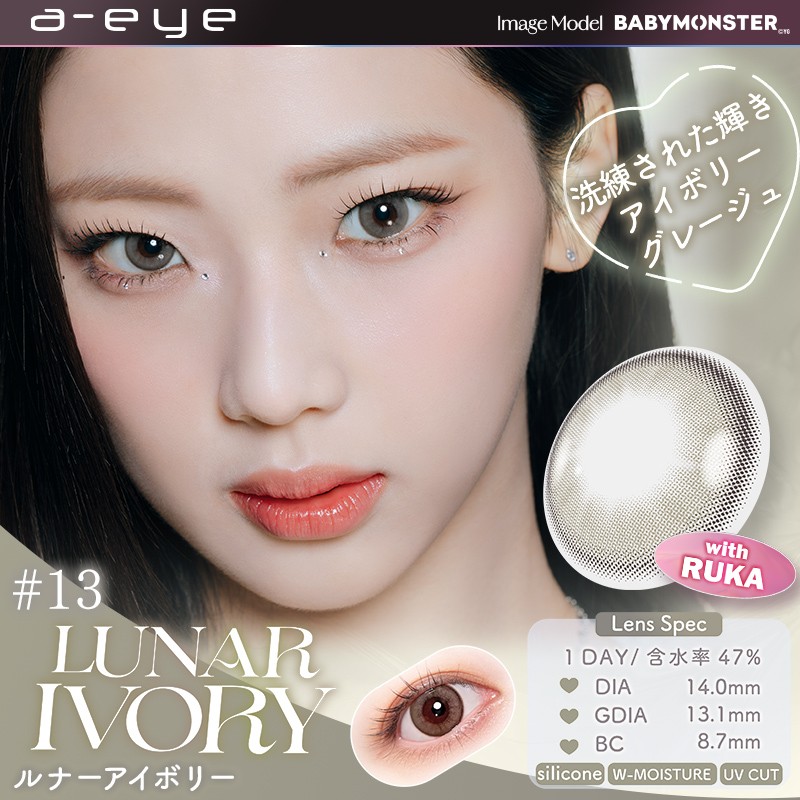 a-eye
Image Model BABYMONSTER ©YG
洗練された輝き
アイボリー
グレージュ
with
RUKA
#13
LUNAR
IVORY
ルナーアイボリー
Lens Spec
1 DAY/ 含水率 47%
DIA 14.0mm
GDIA 13.1mm
BC 8.7mm
silicone W-MOISTURE UV CUT